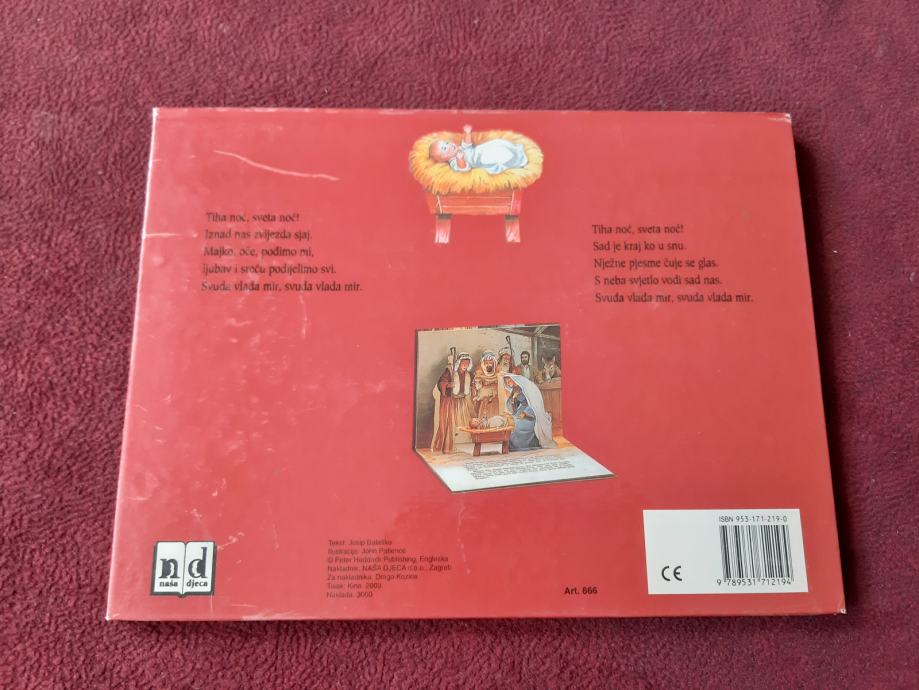 Tiha noć, sveta noć!
Iznad nas zvijezda sjaj.
Majko, oče, pođimo mi,
ljubav i sreću podijelimo svi.
Svuda vlada mir, svuda vlada mir.
Tiha noć, sveta noć!
Sad je kraj ko u snu.
Nježne pjesme čuje se glas.
S neba svjetlo vodi sad nas.
Svuda vlada mir, svuda vlada mir.
nd
naša djeca
Tekst: Josip Balaško
Ilustracije: John Patience
© Peter Haddock Publishing, Engleska
Nakladnik: NAŠA DJECA d.o.o., Zagreb
Za nakladnika: Drago Kozina
Tisak: Kina, 2000.
Naklada: 3000
Art. 666
CE
ISBN 953-171-219-0
9 789531 712194